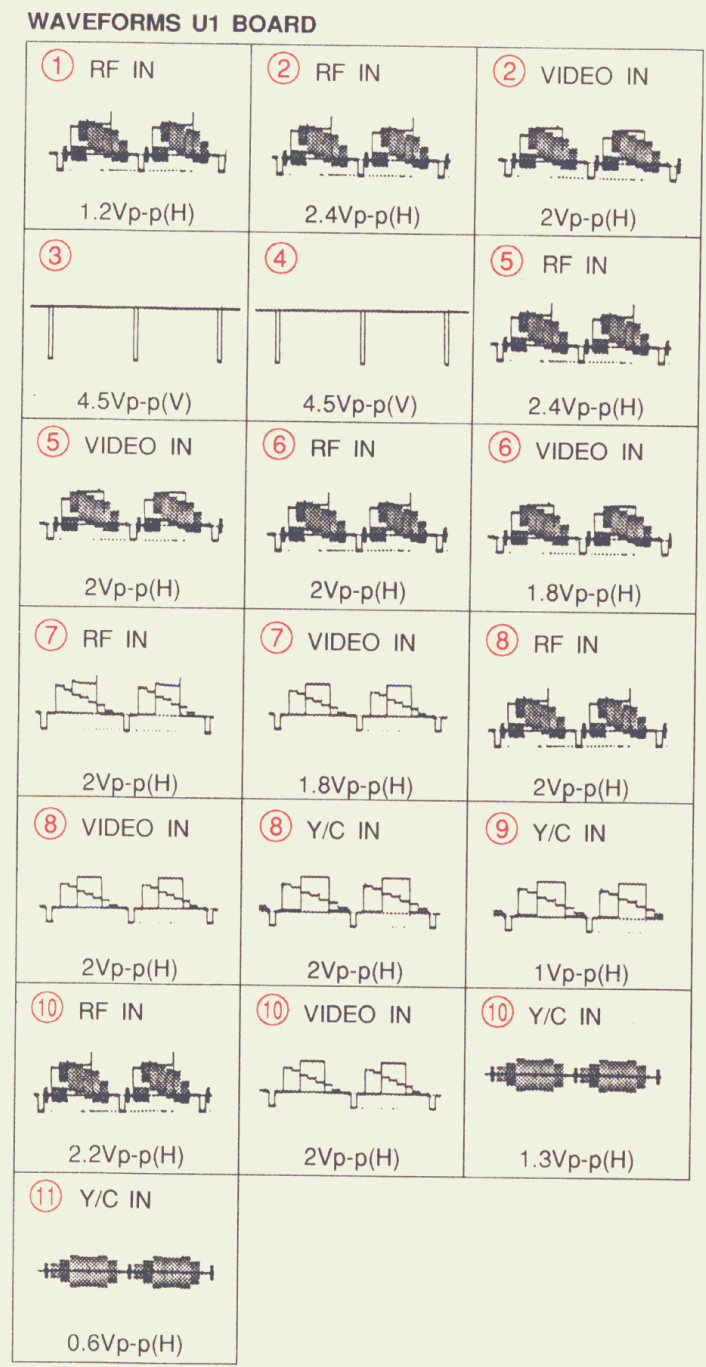 WAVEFORMS U1 BOARD
① RF IN
1.2Vp-p(H)
② RF IN
2.4Vp-p(H)
② VIDEO IN
2Vp-p(H)
③
4.5Vp-p(V)
④
4.5Vp-p(V)
⑤ RF IN
2.4Vp-p(H)
⑤ VIDEO IN
2Vp-p(H)
⑥ RF IN
2Vp-p(H)
⑥ VIDEO IN
1.8Vp-p(H)
⑦ RF IN
2Vp-p(H)
⑦ VIDEO IN
1.8Vp-p(H)
⑧ RF IN
2Vp-p(H)
⑧ VIDEO IN
2Vp-p(H)
⑧ Y/C IN
2Vp-p(H)
⑨ Y/C IN
1Vp-p(H)
⑩ RF IN
2.2Vp-p(H)
⑩ VIDEO IN
2Vp-p(H)
⑩ Y/C IN
1.3Vp-p(H)
⑪ Y/C IN
0.6Vp-p(H)